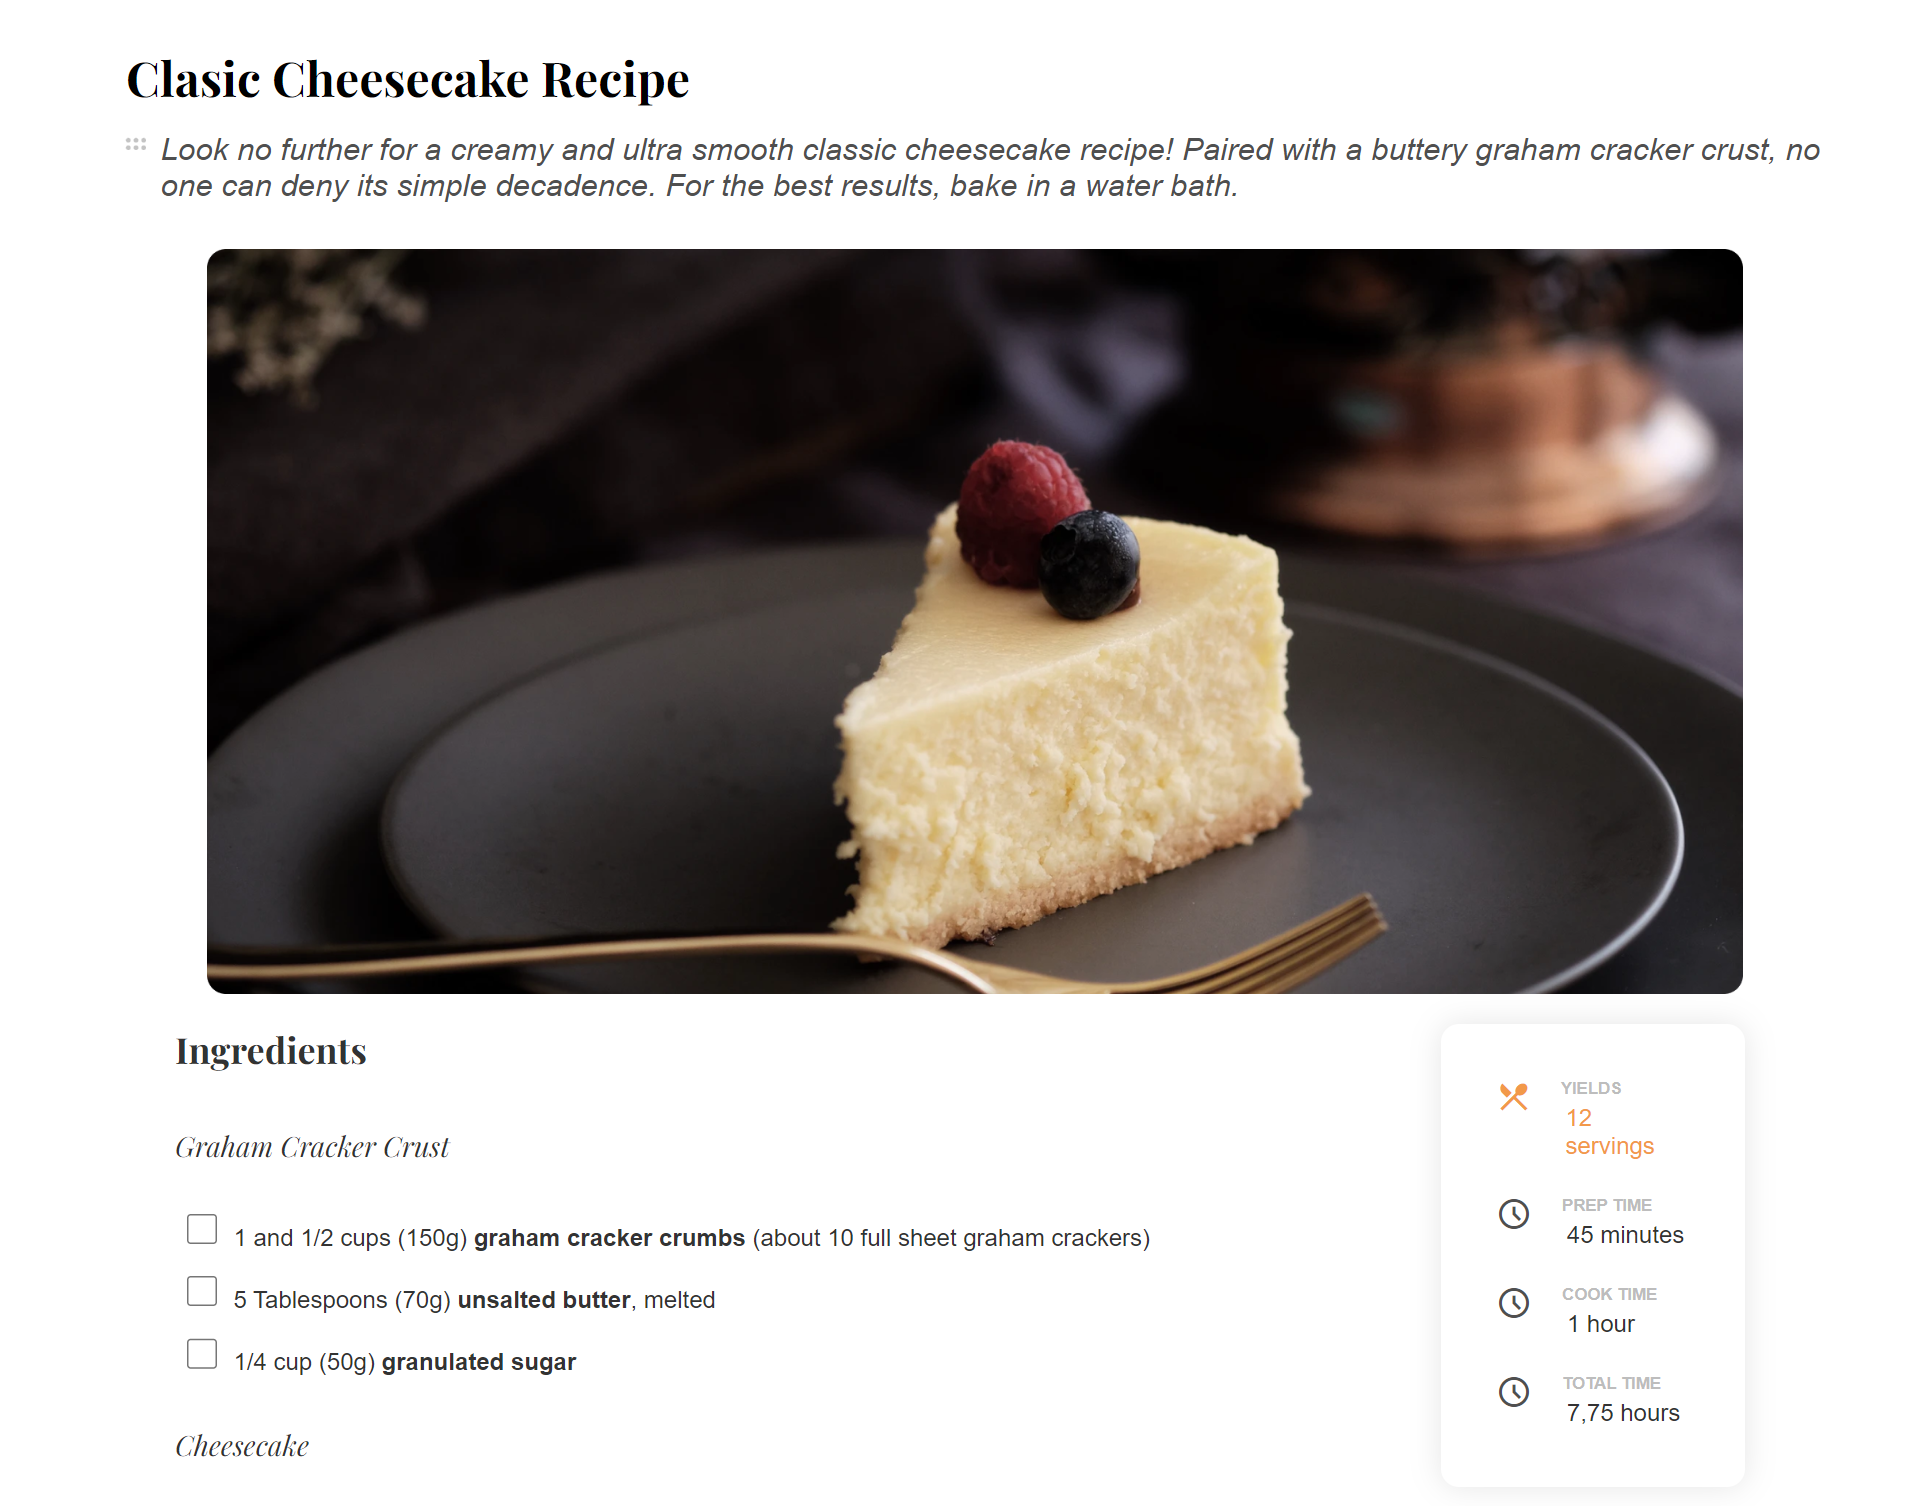 Clasic Cheesecake Recipe
Look no further for a creamy and ultra smooth classic cheesecake recipe! Paired with a buttery graham cracker crust, no
one can deny its simple decadence. For the best results, bake in a water bath.
Ingredients
Graham Cracker Crust
1 and 1/2 cups (150g) graham cracker crumbs (about 10 full sheet graham crackers)
5 Tablespoons (70g) unsalted butter, melted
1/4 cup (50g) granulated sugar
Cheesecake
YIELDS
12
servings
PREP TIME
45 minutes
COOK TIME
1 hour
TOTAL TIME
7,75 hours